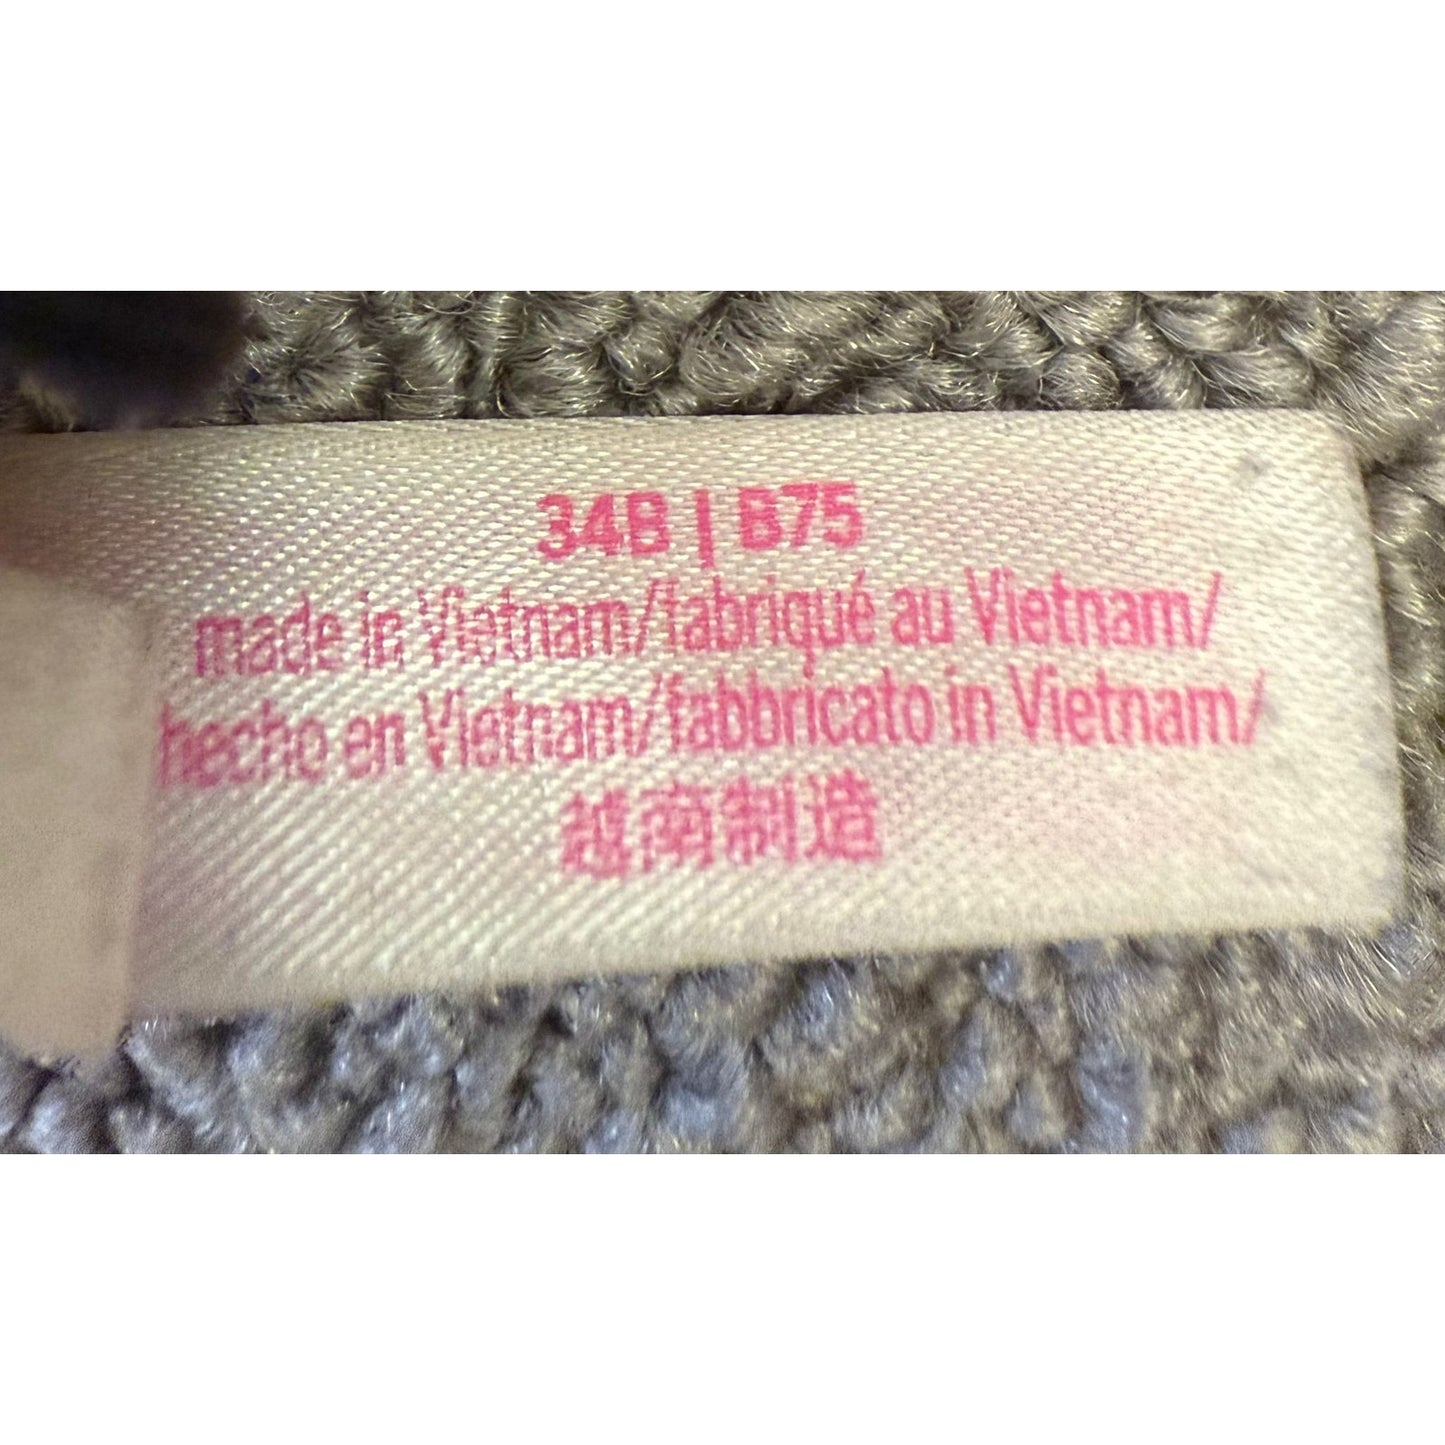 34B | B75
made in Vietnam/fabriqué au Vietnam/
hecho en Vietnam/fabbricato in Vietnam/
越南制造